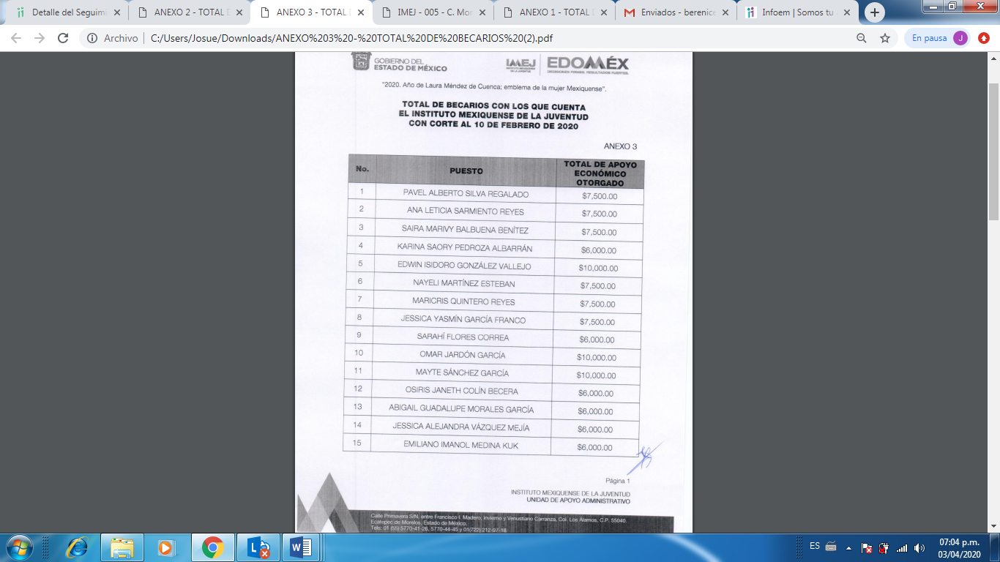 Detalle del Seguimi
ANEXO 2 - TOTAL D
ANEXO 3 - TOTAL D
IMEJ - 005 - C. Mor
ANEXO 1 - TOTAL D
Enviados - berenice
Infoem | Somos tu
Archivo | C:/Users/Josue/Downloads/ANEXO%203%20-%20TOTAL%20DE%20BECARIOS%20(2).pdf
En pausa J
GOBIERNO DEL
ESTADO DE MÉXICO
IMEJ
EDOMÉX
DECISIONES FIRMES, RESULTADOS FUERTES.
"2020. Año de Laura Méndez de Cuenca; emblema de la mujer Mexiquense".
TOTAL DE BECARIOS CON LOS QUE CUENTA
EL INSTITUTO MEXIQUENSE DE LA JUVENTUD
CON CORTE AL 10 DE FEBRERO DE 2020
ANEXO 3
No. PUESTO TOTAL DE APOYO ECONÓMICO OTORGADO
1 PAVEL ALBERTO SILVA REGALADO $7,500.00
2 ANA LETICIA SARMIENTO REYES $7,500.00
3 SAIRA MARIVY BALBUENA BENÍTEZ $7,500.00
4 KARINA SAORY PEDROZA ALBARRÁN $6,000.00
5 EDWIN ISIDORO GONZÁLEZ VALLEJO $10,000.00
6 NAYELI MARTÍNEZ ESTEBAN $7,500.00
7 MARICRIS QUINTERO REYES $7,500.00
8 JESSICA YASMÍN GARCÍA FRANCO $7,500.00
9 SARAHÍ FLORES CORREA $6,000.00
10 OMAR JARDÓN GARCÍA $10,000.00
11 MAYTE SÁNCHEZ GARCÍA $10,000.00
12 OSIRIS JANETH COLÍN BECERA $6,000.00
13 ABIGAIL GUADALUPE MORALES GARCÍA $6,000.00
14 JESSICA ALEJANDRA VÁZQUEZ MEJÍA $6,000.00
15 EMILIANO IMANOL MEDINA KUK $6,000.00
Página 1
INSTITUTO MEXIQUENSE DE LA JUVENTUD
UNIDAD DE APOYO ADMINISTRATIVO
Calle Primavera S/N, entre Francisco I. Madero, Invierno y Venustiano Carranza, Col. Los Álamos, C.P. 55040.
Ecatepec de Morelos, Estado de México.
Tels: 01 (55) 5770-41-26, 5770-44-45 y 01(722) 212-97-18
ES
07:04 p.m.
03/04/2020